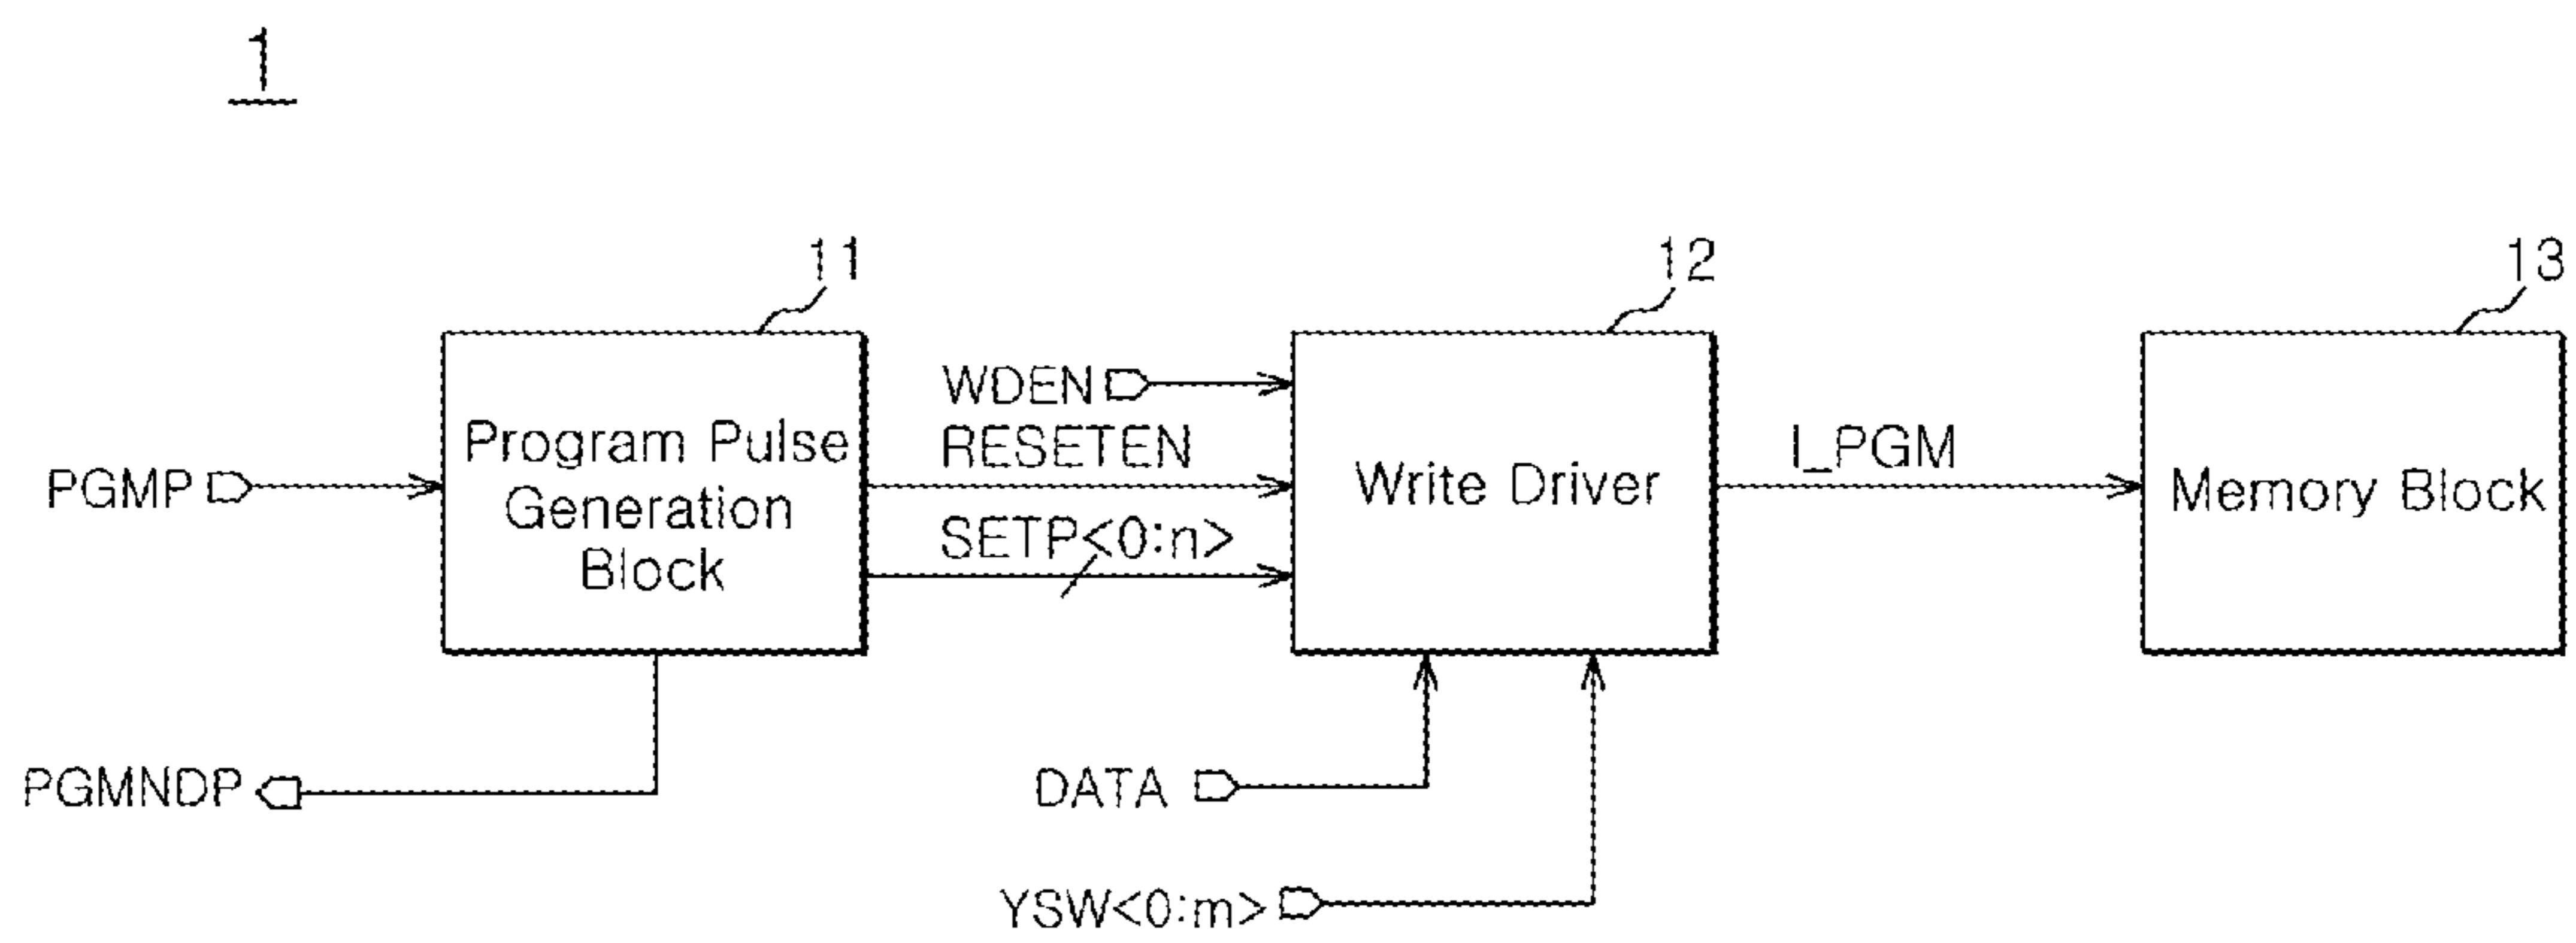 1
11
12
13
WDEN
RESETEN
SETP<0:n>
PGMP
Program Pulse
Generation
Block
Write Driver
I_PGM
Memory Block
PGMNDP
DATA
YSW<0:m>